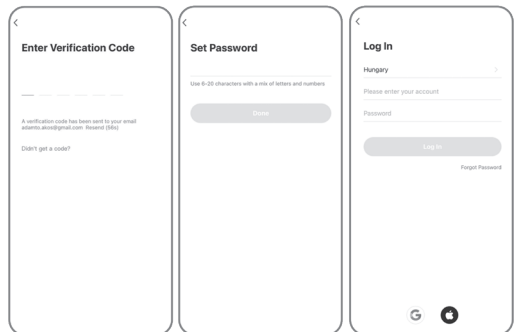 Enter Verification Code
A verification code has been sent to your email
adamto.akos@gmail.com Resend (56s)
Didn't get a code?
Set Password
Use 6-20 characters with a mix of letters and numbers
Done
Log In
Hungary
Please enter your account
Password
Log In
Forgot Password
G